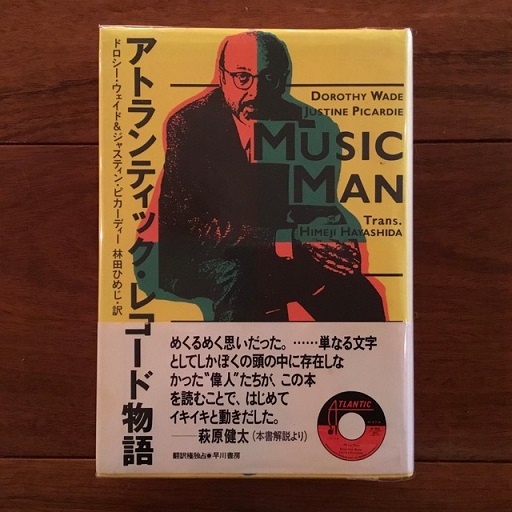 アトランティック・レコード物語
ドロシー・ウェイド&ジャスティン・ピカーディー 林田ひめじ・訳
DOROTHY WADE
JUSTINE PICARDIE
MUSIC
MAN
Trans.
HIMEJI HAYASHIDA
めくるめく思いだった。……単なる文字
としてしかぼくの頭の中に存在しな
かった“偉人”たちが、この本
を読むことで、はじめて
イキイキと動きだした。
──萩原健太(本書解説より)
翻訳権独占●早川書房
ATLANTIC